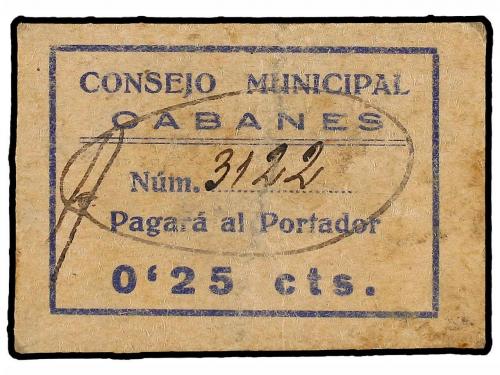 CONSEJO MUNICIPAL
CABANES
Núm. 3122
Pagará al Portador
0'25 cts.